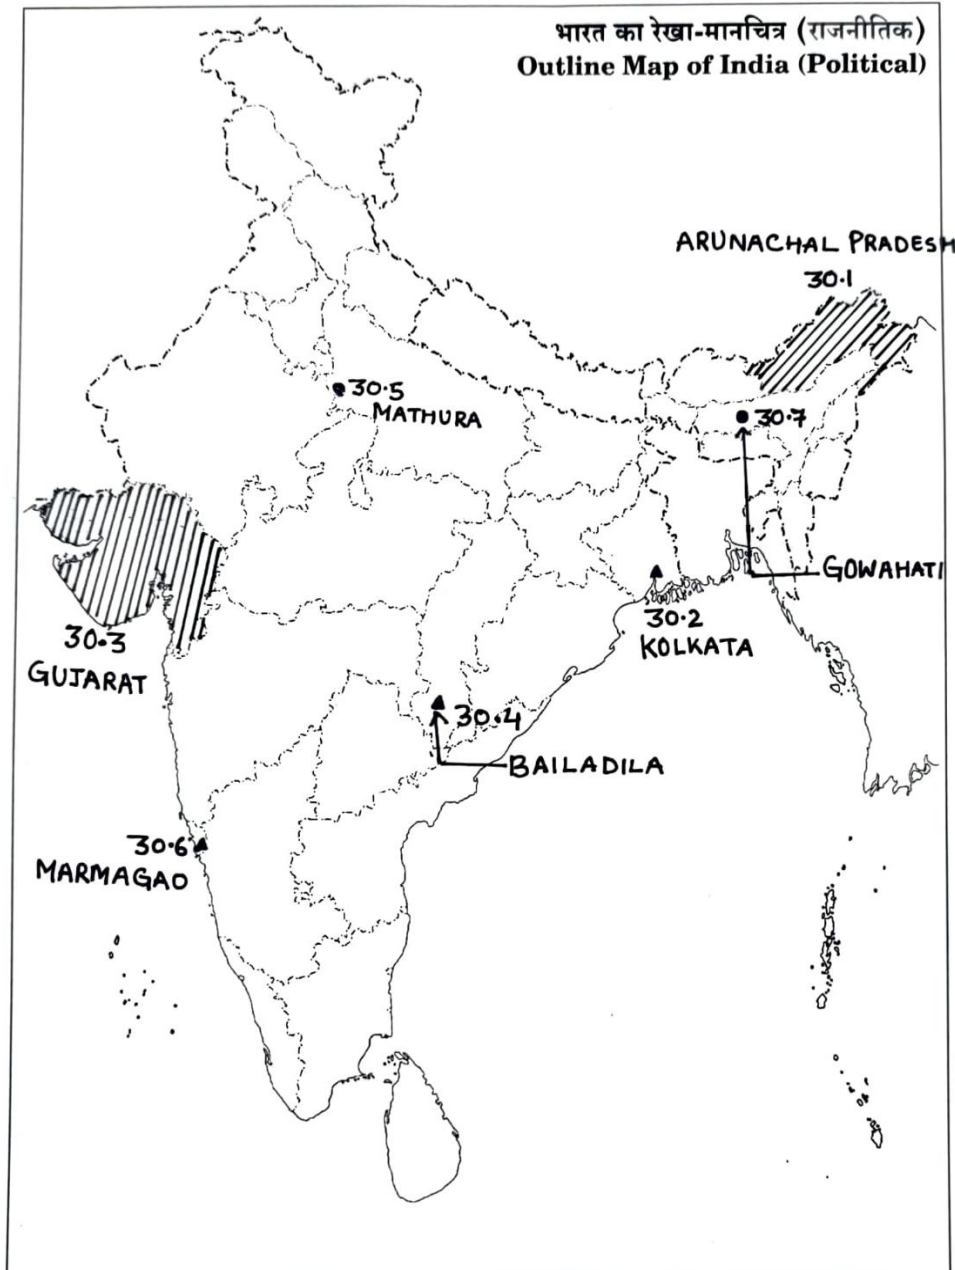 भारत का रेखा-मानचित्र (राजनीतिक)
Outline Map of India (Political)
ARUNACHAL PRADESH
30.1
30.5
MATHURA
30.7
GOWAHATI
30.2
KOLKATA
30.3
GUJARAT
30.4
BAILADILA
30.6
MARMAGAO